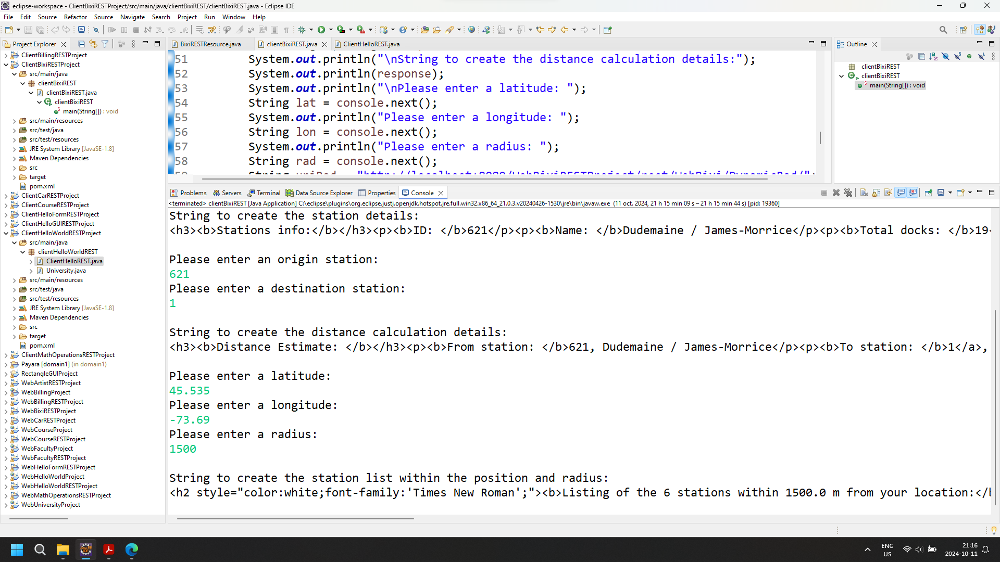 eclipse-workspace - ClientBixiRESTProject/src/main/java/clientBixiREST/clientBixiREST.java - Eclipse IDE
File Edit Source Refactor Source Navigate Search Project Run Window Help
Project Explorer
ClientBillingRESTProject
ClientBixiRESTProject
src/main/java
clientBixiREST
clientBixiREST.java
clientBixiREST
main(String[]) : void
src/main/resources
src/test/java
src/test/resources
JRE System Library [JavaSE-1.8]
Maven Dependencies
src
target
pom.xml
ClientCarRESTProject
ClientCourseRESTProject
ClientHelloFormRESTProject
ClientHelloGUIRESTProject
ClientHelloWorldRESTProject
src/main/java
clientHelloWorldREST
ClientHelloREST.java
University.java
src/main/resources
src/test/java
src/test/resources
JRE System Library [JavaSE-1.8]
Maven Dependencies
src
target
pom.xml
ClientMathOperationsRESTProject
Payara [domain1] (in domain1)
RectangleGUIProject
WebArtistRESTProject
WebBillingProject
WebBillingRESTProject
WebBixiRESTProject
WebCarRESTProject
WebCourseProject
WebCourseRESTProject
WebFacultyProject
WebFacultyRESTProject
WebHelloFormRESTProject
WebHelloWorldProject
WebHelloWorldRESTProject
WebMathOperationsRESTProject
WebUniversityProject
BixiRESTResource.java clientBixiREST.java ClientHelloREST.java
51 System.out.println("\nString to create the distance calculation details:");
52 System.out.println(response);
53 System.out.println("\nPlease enter a latitude: ");
54 String lat = console.next();
55 System.out.println("Please enter a longitude: ");
56 String lon = console.next();
57 System.out.println("Please enter a radius: ");
58 String rad = console.next();
59 String uriRad = "http://localhost:8080/WebBixiRESTProject/rest/WebBixi/DynamicRad/";
Outline
clientBixiREST
clientBixiREST
main(String[]) : void
Problems Servers Terminal Data Source Explorer Properties Console
<terminated> clientBixiREST [Java Application] C:\eclipse\plugins\org.eclipse.justj.openjdk.hotspot.jre.full.win32.x86_64_21.0.3.v20240426-1530\jre\bin\javaw.exe (11 oct. 2024, 21 h 15 min 09 s – 21 h 15 min 44 s) [pid: 19360]
String to create the station details:
<h3><b>Stations info:</b></h3><p><b>ID: </b>621</p><p><b>Name: </b>Dudemaine / James-Morrice</p><p><b>Total docks: </b>19<
Please enter an origin station:
621
Please enter a destination station:
1
String to create the distance calculation details:
<h3><b>Distance Estimate: </b></h3><p><b>From station: </b>621, Dudemaine / James-Morrice</p><p><b>To station: </b>1</a>,
Please enter a latitude:
45.535
Please enter a longitude:
-73.69
Please enter a radius:
1500
String to create the station list within the position and radius:
<h2 style="color:white;font-family:'Times New Roman';"><b>Listing of the 6 stations within 1500.0 m from your location:</b
ENG
US
21:16
2024-10-11